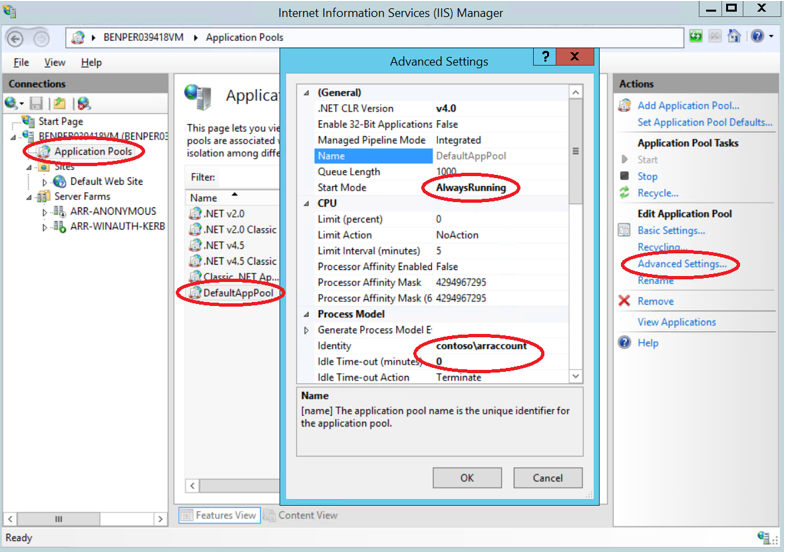 Internet Information Services (IIS) Manager
BENPER039418VM
Application Pools
File View Help
Connections
Start Page
BENPER039418VM (BENPER03
Application Pools
Sites
Default Web Site
Server Farms
ARR-ANONYMOUS
ARR-WINAUTH-KERB
Applica
This page lets you vie
pools are associated
isolation among diffe
Filter:
Name
.NET v2.0
.NET v2.0 Classic
.NET v4.5
.NET v4.5 Classic
Classic .NET Ap...
DefaultAppPool
Features View Content View
Advanced Settings ? X
(General)
.NET CLR Version v4.0
Enable 32-Bit Applications False
Managed Pipeline Mode Integrated
Name DefaultAppPool
Queue Length 1000
Start Mode AlwaysRunning
CPU
Limit (percent) 0
Limit Action NoAction
Limit Interval (minutes) 5
Processor Affinity Enabled False
Processor Affinity Mask 4294967295
Processor Affinity Mask (6 4294967295
Process Model
Generate Process Model E
Identity contoso\arraccount
Idle Time-out (minutes) 0
Idle Time-out Action Terminate
Name
[name] The application pool name is the unique identifier for
the application pool.
OK Cancel
Actions
Add Application Pool...
Set Application Pool Defaults...
Application Pool Tasks
Start
Stop
Recycle...
Edit Application Pool
Basic Settings...
Recycling...
Advanced Settings...
Rename
Remove
View Applications
Help
Ready